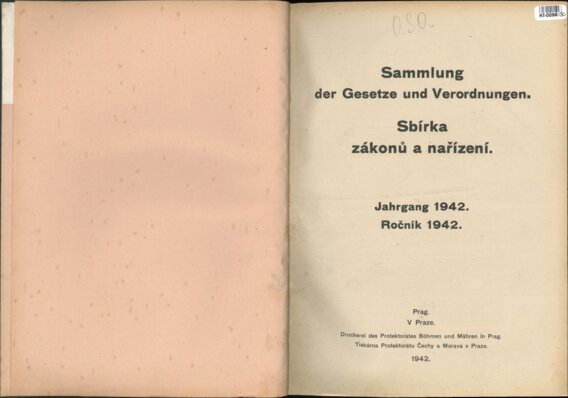 O.S.O.
Sammlung
der Gesetze und Verordnungen.
Sbírka
zákonů a nařízení.
Jahrgang 1942.
Ročník 1942.
Prag.
V Praze.
Druckerei des Protektorates Böhmen und Mähren in Prag.
Tiskárna Protektorátu Čechy a Morava v Praze.
1942.